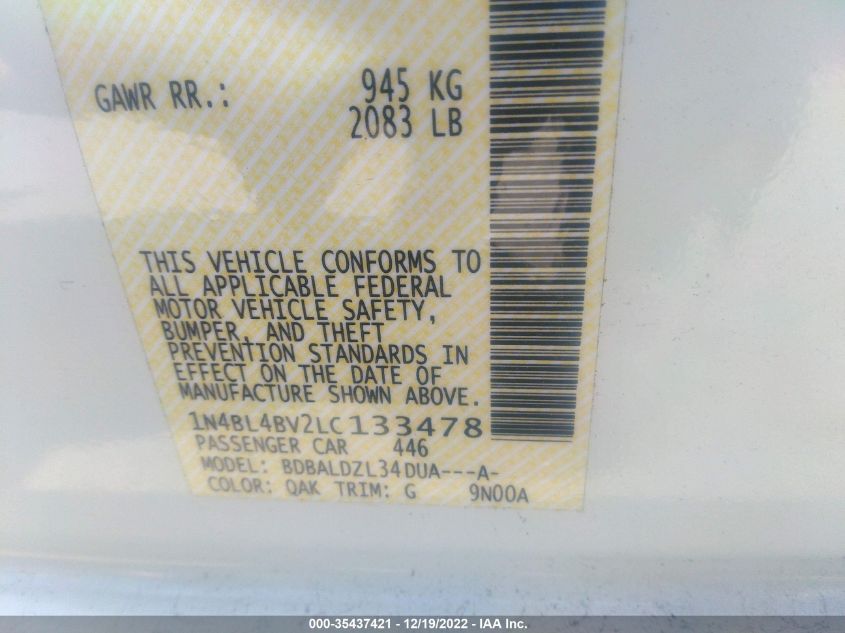 GAWR RR.: 945 KG
2083 LB
THIS VEHICLE CONFORMS TO
ALL APPLICABLE FEDERAL
MOTOR VEHICLE SAFETY,
BUMPER, AND THEFT
PREVENTION STANDARDS IN
EFFECT ON THE DATE OF
MANUFACTURE SHOWN ABOVE.
1N4BL4BV2LC133478
PASSENGER CAR 446
MODEL: BDBALDZL34DUA---A-
COLOR: QAK TRIM: G 9N00A
000-35437421 - 12/19/2022 - IAA Inc.